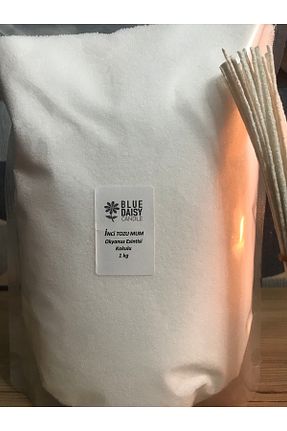 BLUE
DAISY
CANDLE
İNCİ TOZU MUM
Okyanus Esintisi
Kokulu
1 kg